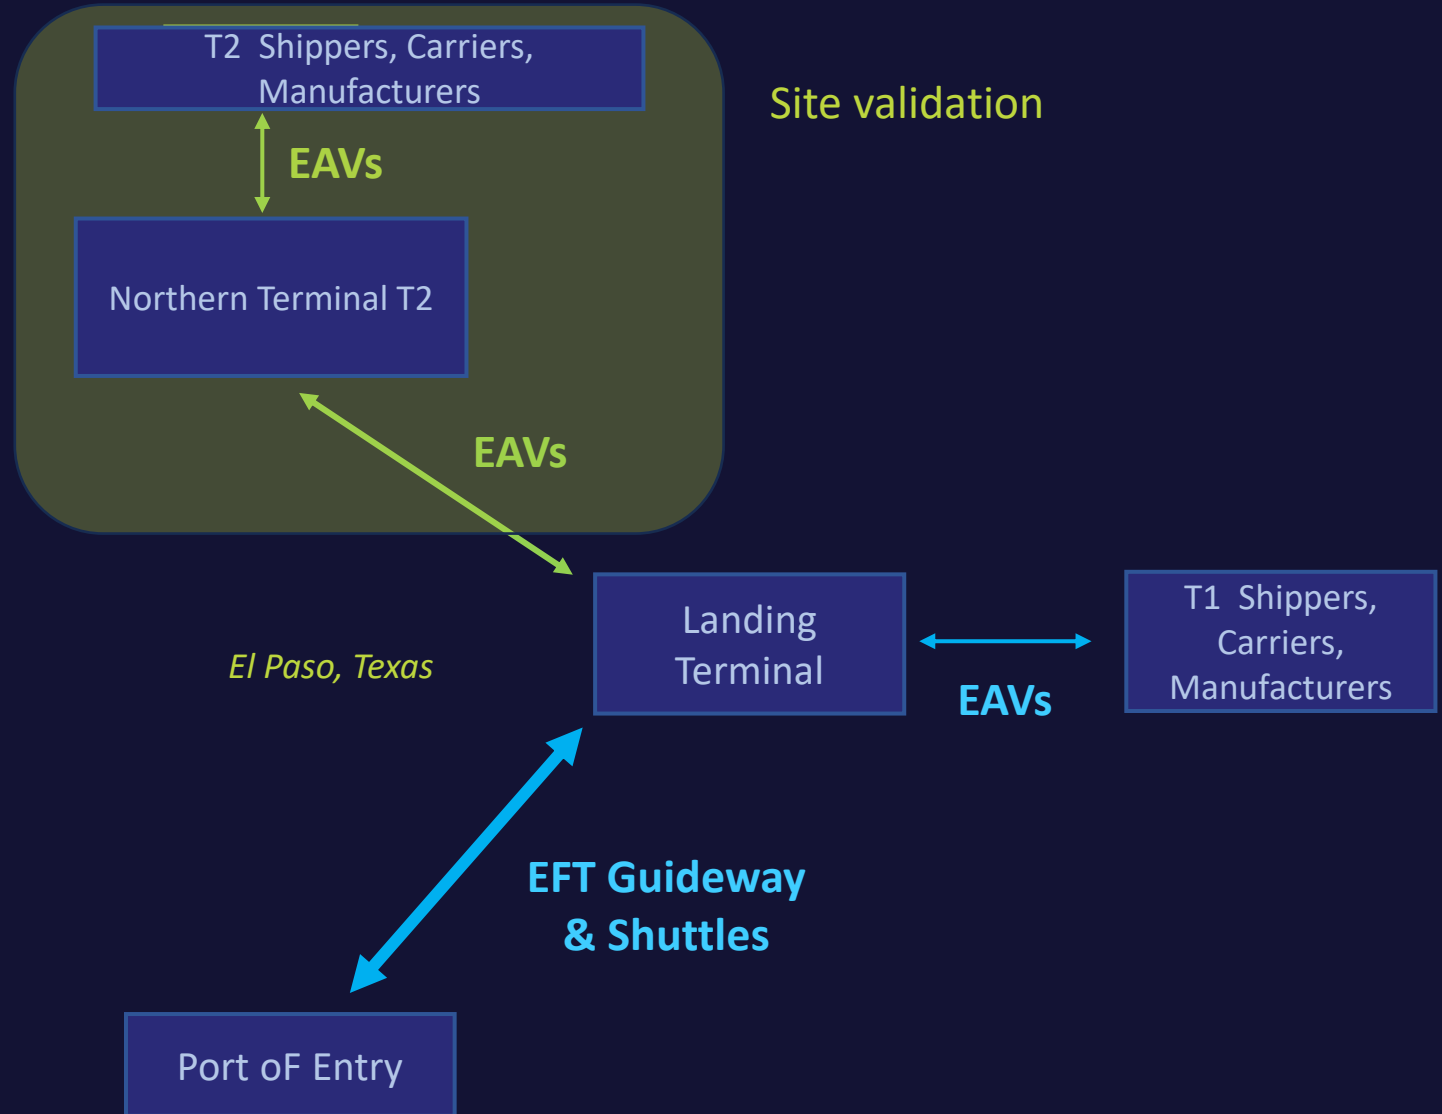 T2  Shippers, Carriers,
Manufacturers
Site validation
EAVs
Northern Terminal T2
EAVs
Landing
Terminal
T1  Shippers,
Carriers,
Manufacturers
El Paso, Texas
EAVs
EFT Guideway
& Shuttles
Port oF Entry